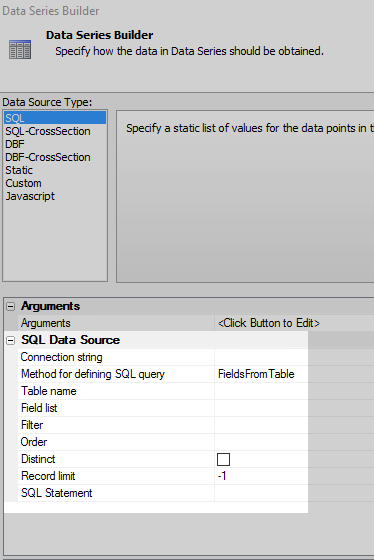 Data Series Builder
Data Series Builder
Specify how the data in Data Series should be obtained.
Data Source Type:
SQL
SQL-CrossSection
DBF
DBF-CrossSection
Static
Custom
Javascript
Specify a static list of values for the data points in t
Arguments
Arguments <Click Button to Edit>
SQL Data Source
Connection string
Method for defining SQL query FieldsFromTable
Table name
Field list
Filter
Order
Distinct
Record limit -1
SQL Statement